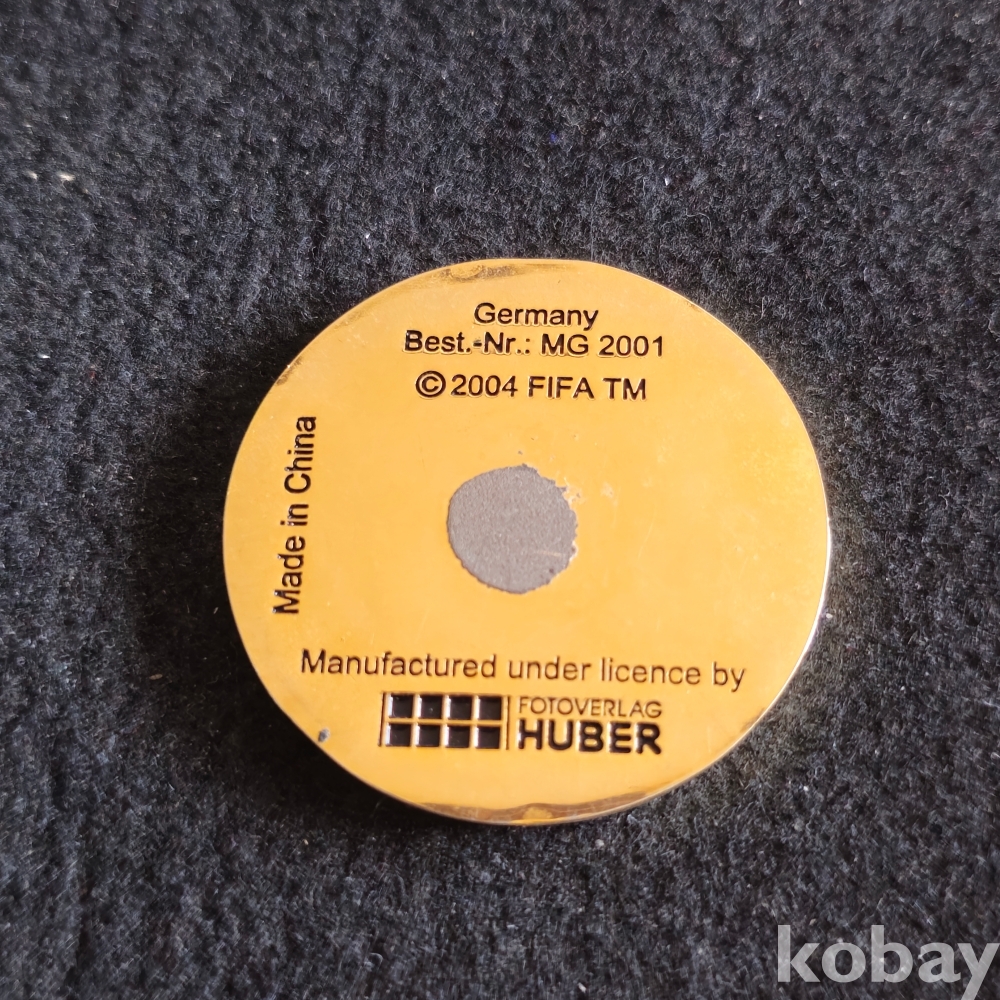 Germany
Best.-Nr.: MG 2001
© 2004 FIFA TM
Made in China
Manufactured under licence by
FOTOVERLAG
HUBER
kobay